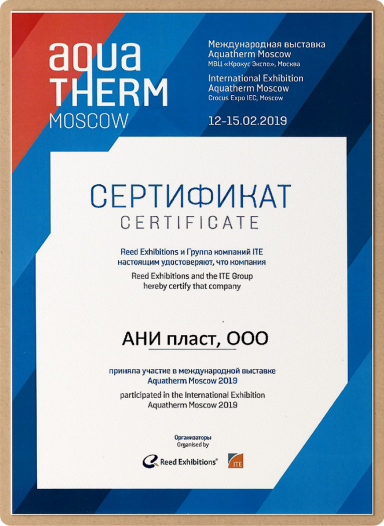 aqua
THERM
MOSCOW
Международная выставка
Aquatherm Moscow
МВЦ «Крокус Экспо», Москва
International Exhibition
Aquatherm Moscow
Crocus Expo IEC, Moscow
12-15.02.2019
СЕРТИФИКАТ
CERTIFICATE
Reed Exhibitions и Группа компаний ITE
настоящим удостоверяют, что компания
Reed Exhibitions and the ITE Group
hereby certify that company
АНИ пласт, ООО
приняла участие в международной выставке
Aquatherm Moscow 2019
participated in the International Exhibition
Aquatherm Moscow 2019
Организаторы
Organised by
Reed Exhibitions®
ITE